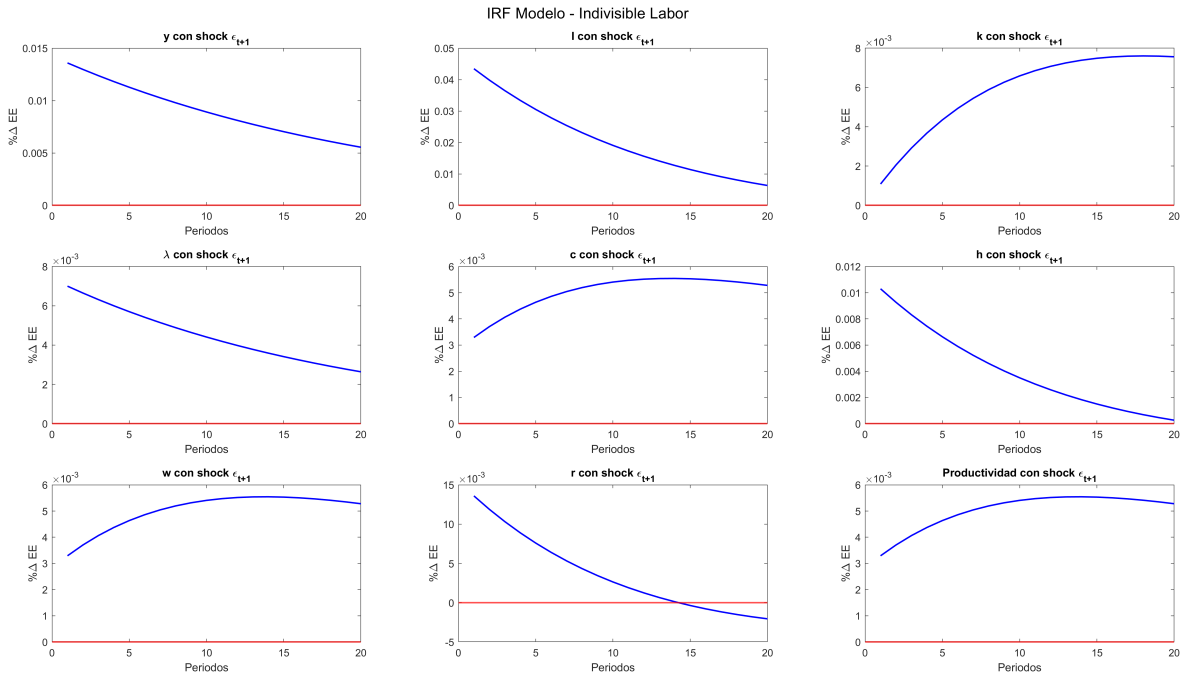 IRF Modelo - Indivisible Labor
y con shock ϵt+1
0.015
0.01
0.005
0
%Δ EE
0 5 10 15 20
Periodos
I con shock ϵt+1
0.05
0.04
0.03
0.02
0.01
0
%Δ EE
0 5 10 15 20
Periodos
k con shock ϵt+1
×10-3
8
6
4
2
0
%Δ EE
0 5 10 15 20
Periodos
λ con shock ϵt+1
×10-3
8
6
4
2
0
%Δ EE
0 5 10 15 20
Periodos
c con shock ϵt+1
×10-3
6
5
4
3
2
1
0
%Δ EE
0 5 10 15 20
Periodos
h con shock ϵt+1
0.012
0.01
0.008
0.006
0.004
0.002
0
%Δ EE
0 5 10 15 20
Periodos
w con shock ϵt+1
×10-3
6
5
4
3
2
1
0
%Δ EE
0 5 10 15 20
Periodos
r con shock ϵt+1
×10-3
15
10
5
0
-5
%Δ EE
0 5 10 15 20
Periodos
Productividad con shock ϵt+1
×10-3
6
5
4
3
2
1
0
%Δ EE
0 5 10 15 20
Periodos